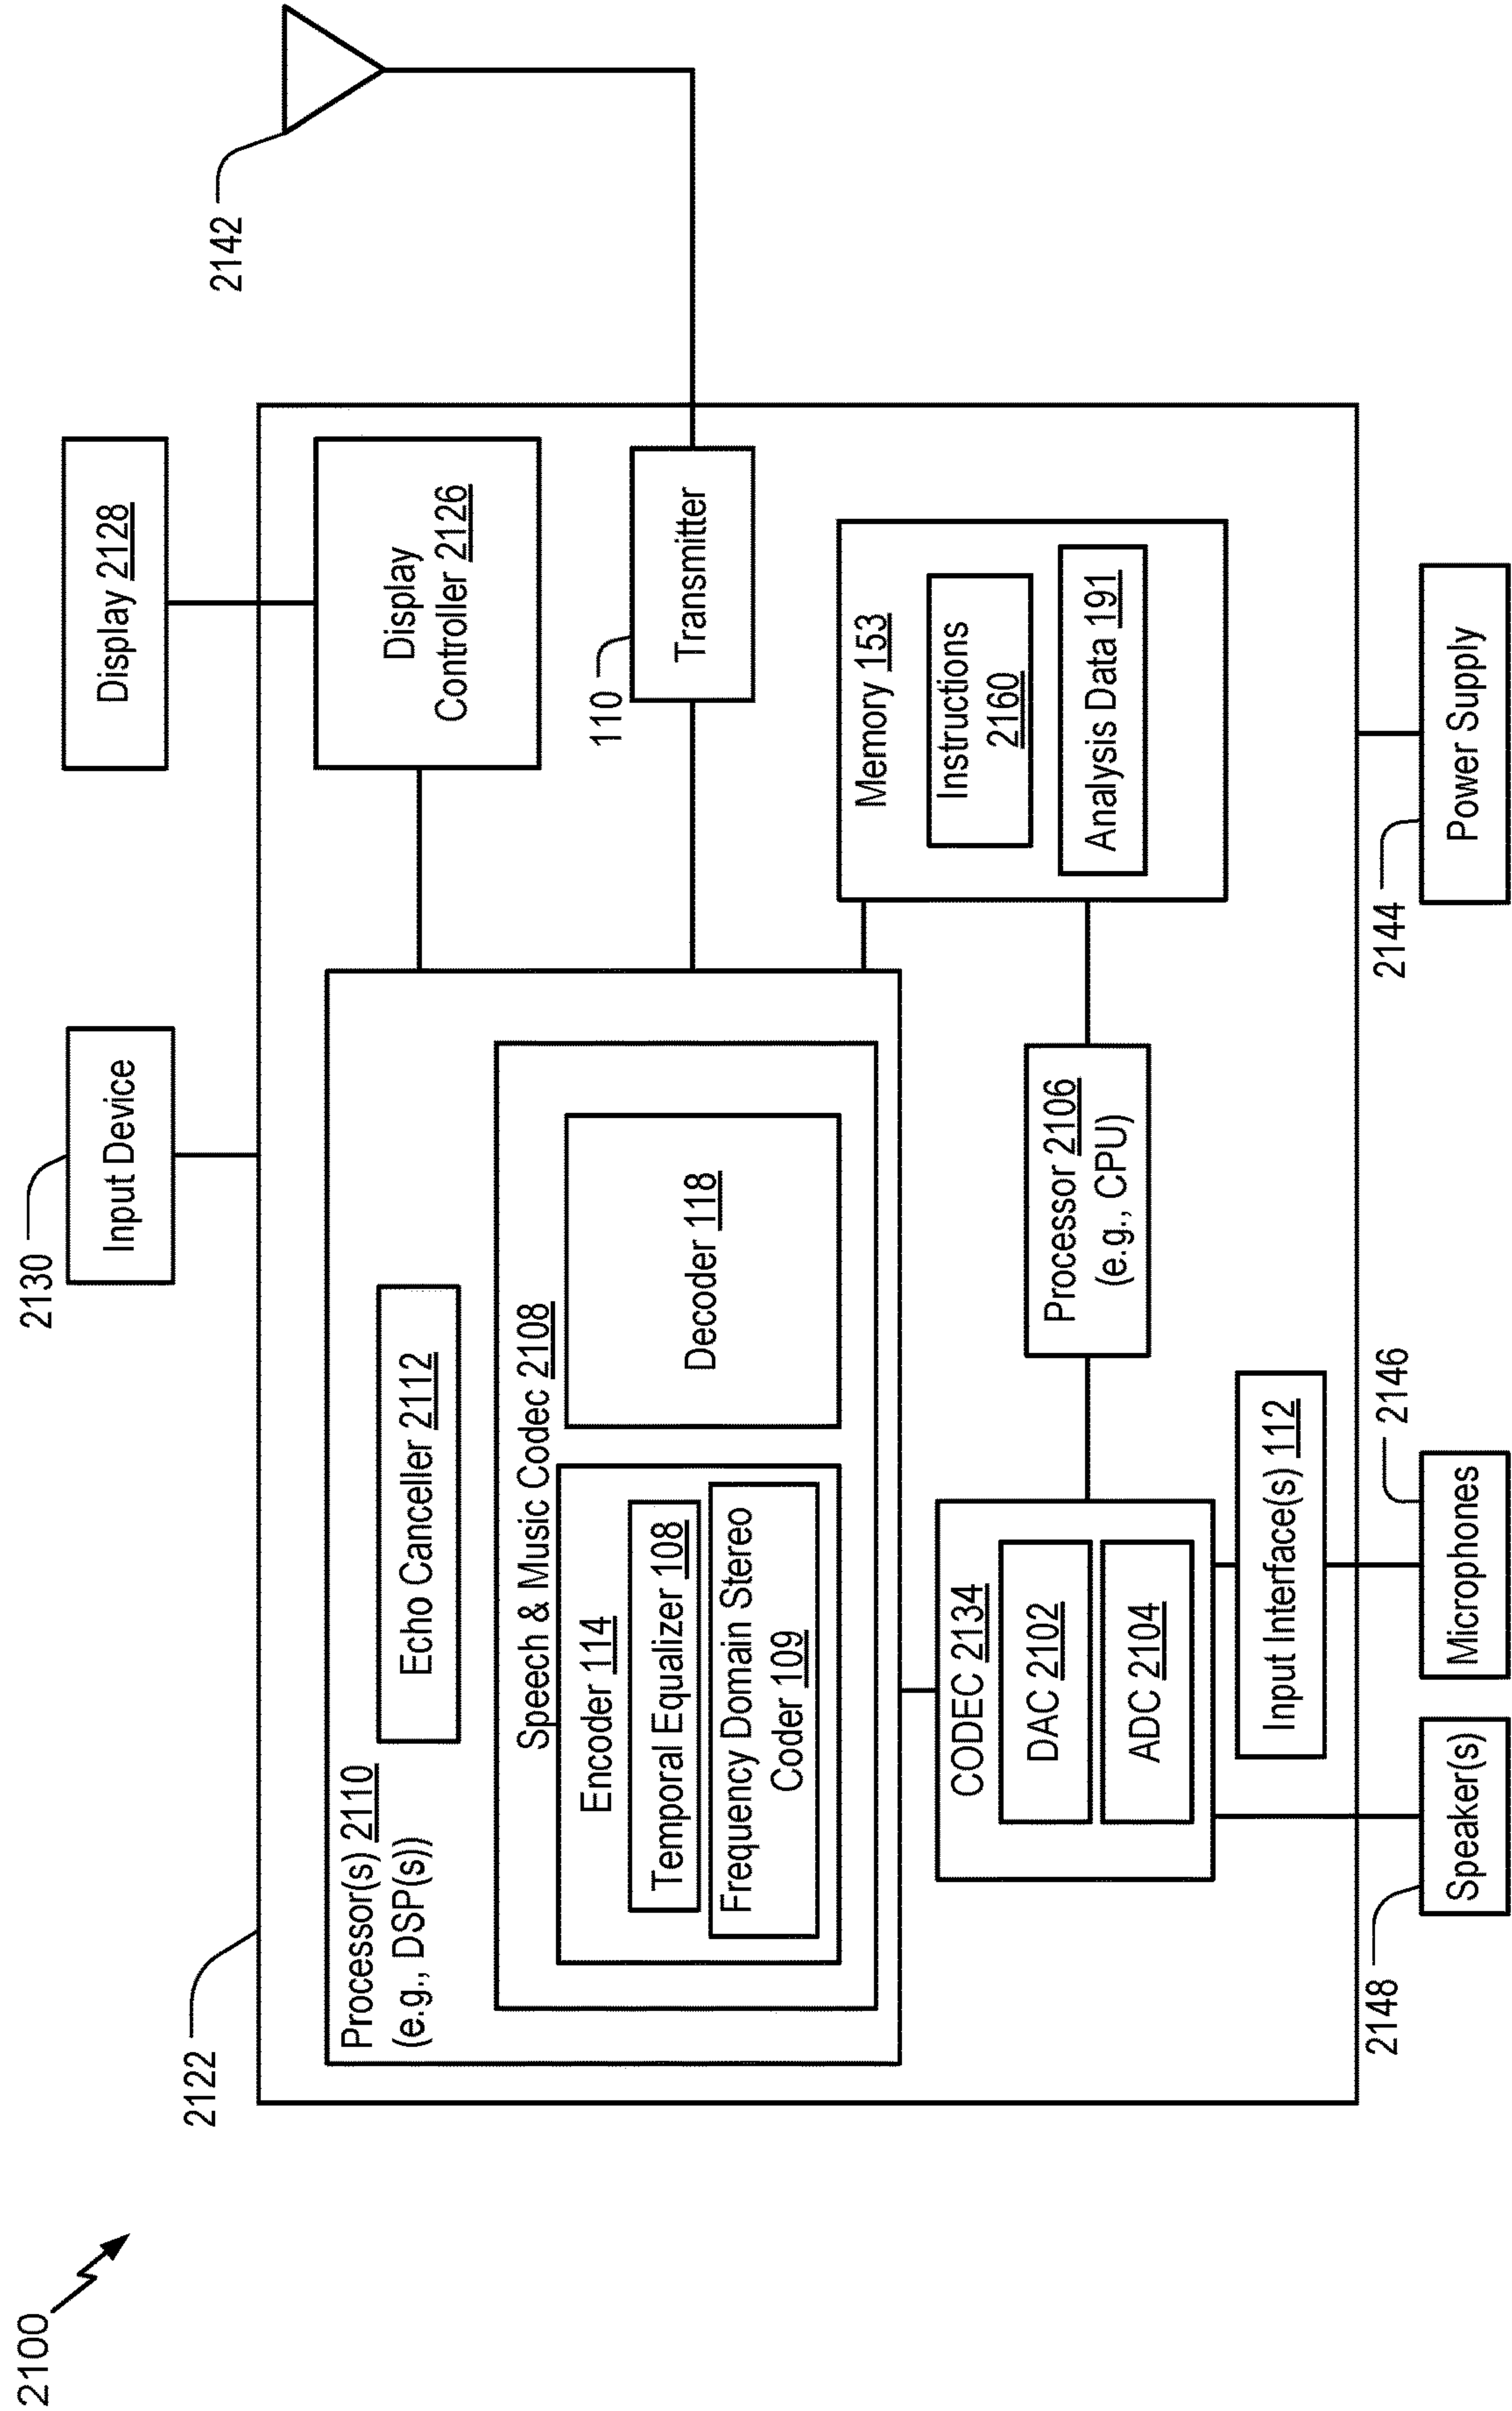 2100
2122
2130
Input Device
Display 2128
2142
Processor(s) 2110
(e.g., DSP(s))
Echo Canceller 2112
Speech & Music Codec 2108
Encoder 114
Temporal Equalizer 108
Frequency Domain Stereo
Coder 109
Decoder 118
Display
Controller 2126
110
Transmitter
Memory 153
Instructions
2160
Analysis Data 191
CODEC 2134
DAC 2102
ADC 2104
Processor 2106
(e.g., CPU)
Input Interface(s) 112
2148
Speaker(s)
2146
Microphones
2144
Power Supply